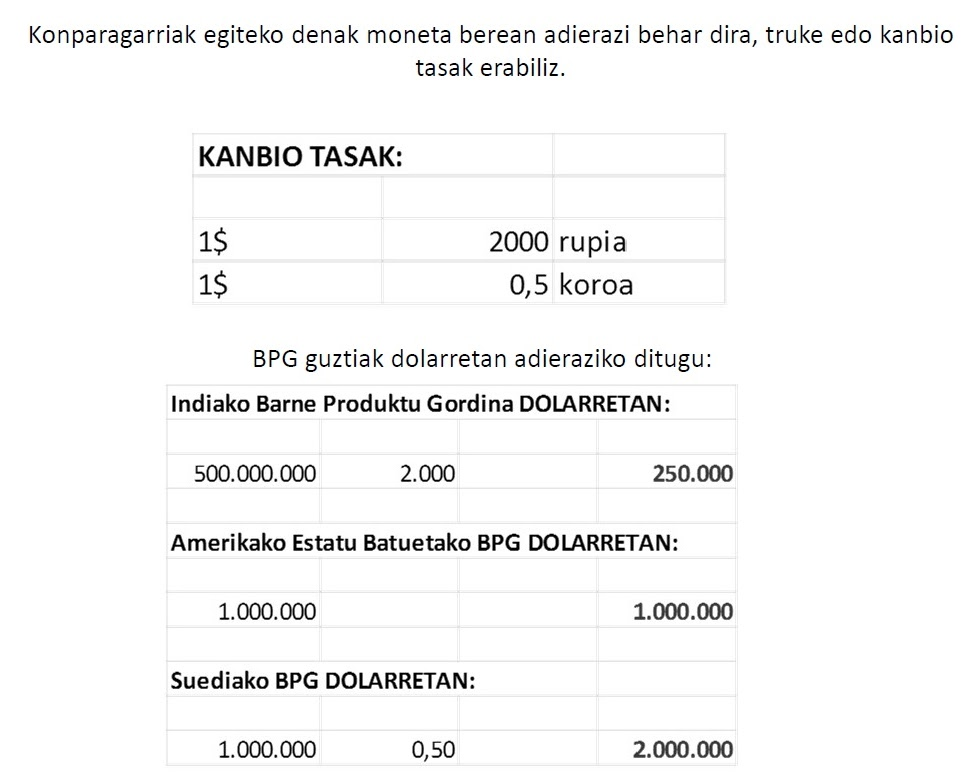 Konparagarriak egiteko denak moneta berean adierazi behar dira, truke edo kanbio
tasak erabiliz.
KANBIO TASAK:
1$ 2000 rupia
1$ 0,5 koroa
BPG guztiak dolarretan adieraziko ditugu:
Indiako Barne Produktu Gordina DOLARRETAN:
500.000.000 2.000 250.000
Amerikako Estatu Batuetako BPG DOLARRETAN:
1.000.000 1.000.000
Suediako BPG DOLARRETAN:
1.000.000 0,50 2.000.000